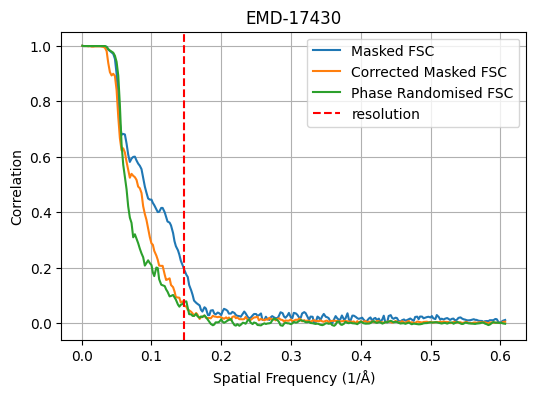 EMD-17430
Masked FSC
Corrected Masked FSC
Phase Randomised FSC
resolution
Correlation
1.0
0.8
0.6
0.4
0.2
0.0
0.0 0.1 0.2 0.3 0.4 0.5 0.6
Spatial Frequency (1/Å)